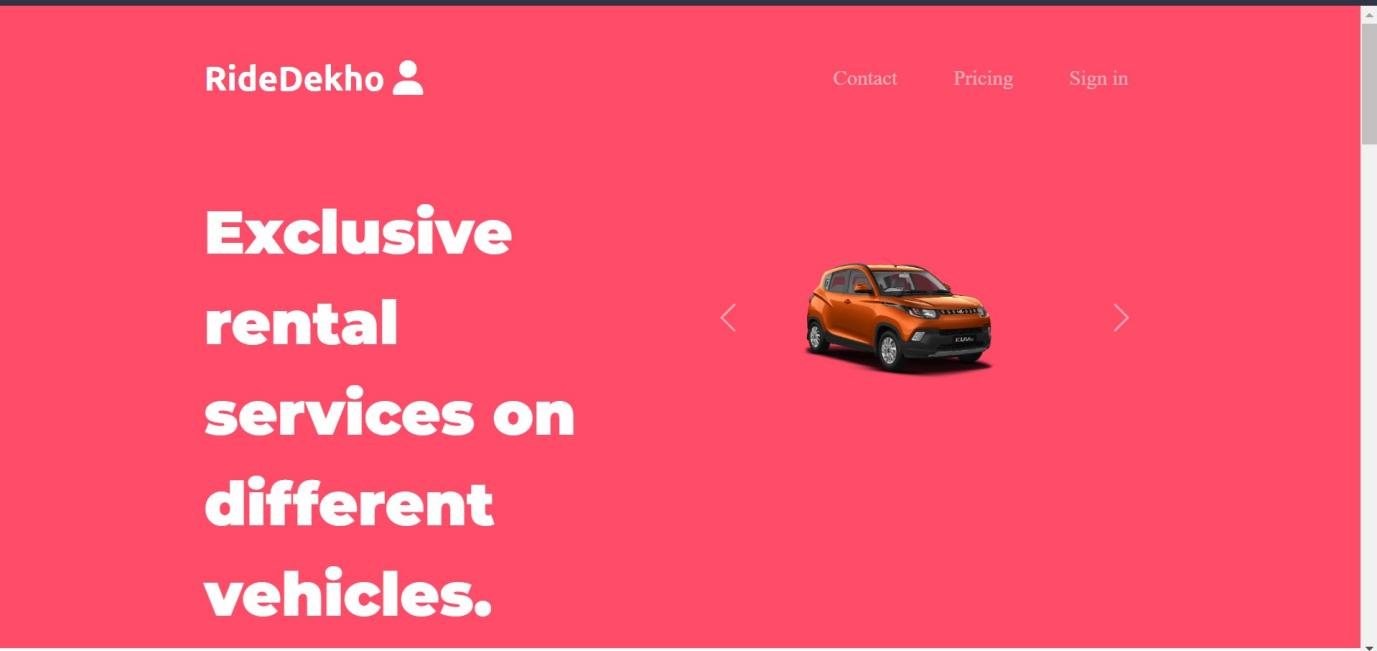 RideDekho
Contact Pricing Sign in
Exclusive
rental
services on
different
vehicles.